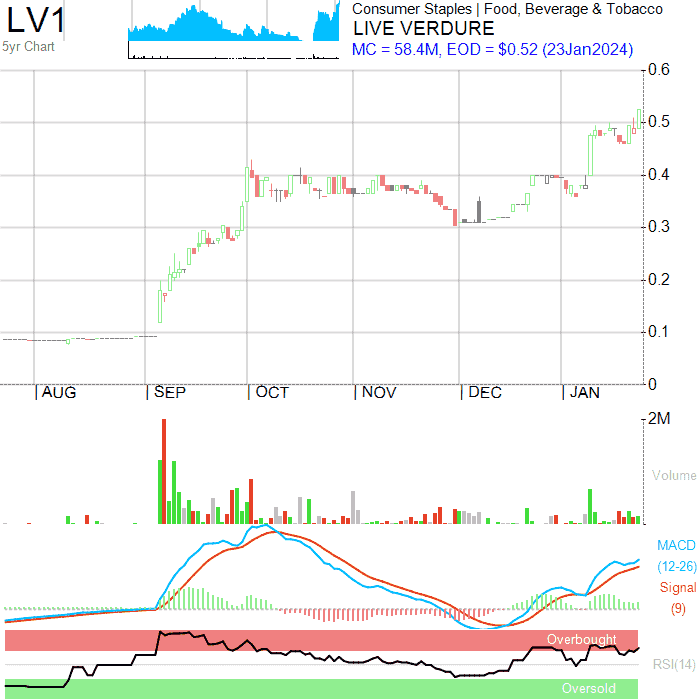 LV1
5yr Chart
Consumer Staples | Food, Beverage & Tobacco
LIVE VERDURE
MC = 58.4M, EOD = $0.52 (23Jan2024)
0.6
0.5
0.4
0.3
0.2
0.1
0
| AUG | SEP | OCT | NOV | DEC | JAN
2M
Volume
MACD
(12-26)
Signal
(9)
Overbought
RSI(14)
Oversold